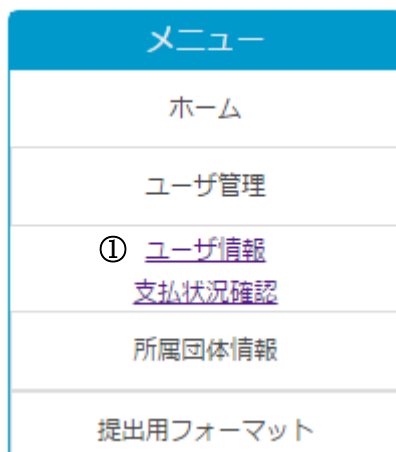 メニュー
ホーム
ユーザ管理
① ユーザ情報
支払状況確認
所属団体情報
提出用フォーマット